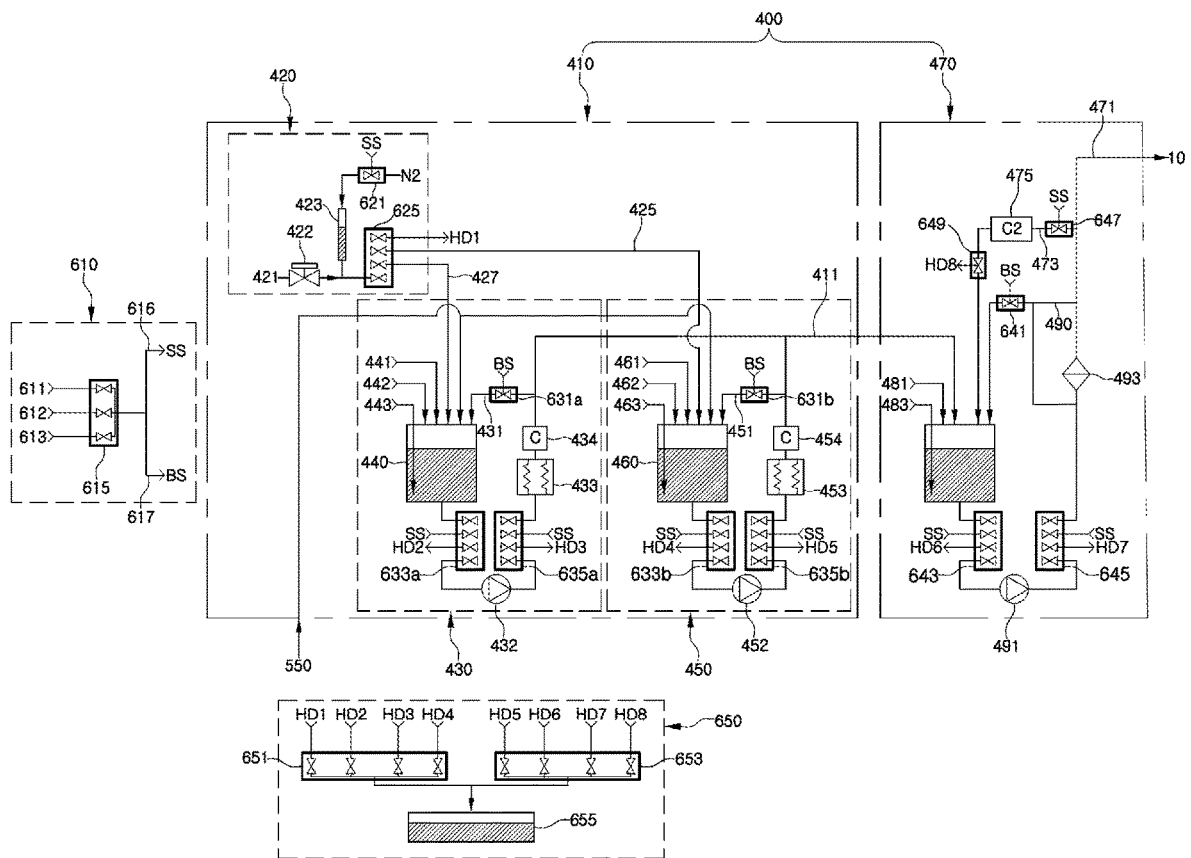 400
410
470
420
471
SS
N2
10
423
621
475
SS
625
425
649
C2
647
422
HD1
473
421
427
HD8
BS
610
411
641
490
616
SS
441
BS
461
BS
611
442
462
481
493
612
443
431
631a
463
451
631b
483
613
C
434
C
454
615
440
433
460
453
BS
617
SS
SS
SS
SS
SS
SS
HD2
HD3
HD4
HD5
HD6
HD7
633a
635a
633b
635b
643
645
550
430
432
450
452
491
HD1 HD2 HD3 HD4 HD5 HD6 HD7 HD8
650
651
653
655